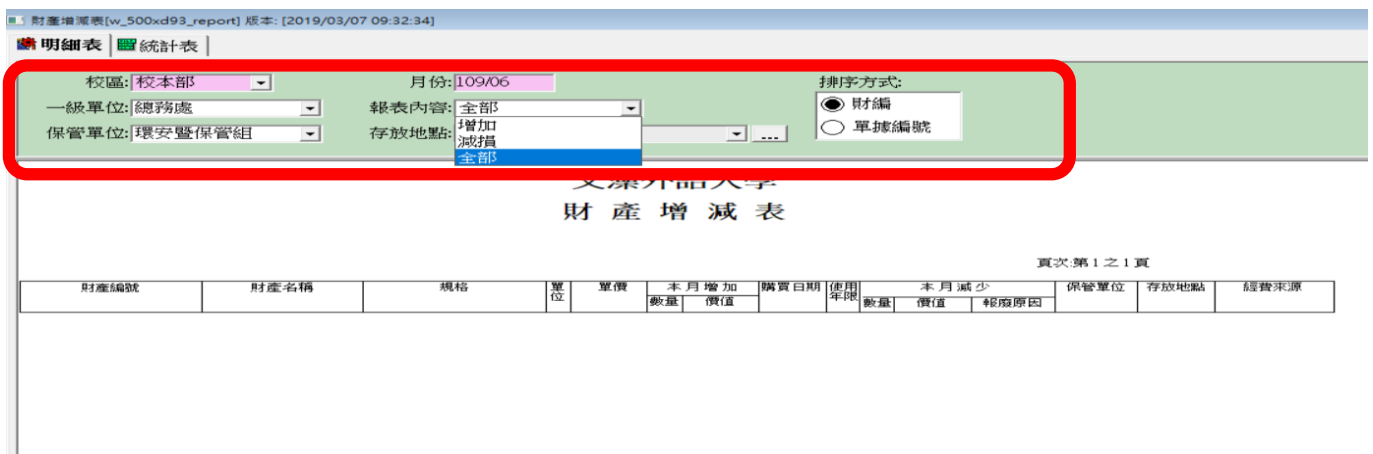 財產增減表[w_500xd93_report] 版本: [2019/03/07 09:32:34]
明細表 統計表
校區: 校本部 月份: 109/06 排序方式:
一級單位: 總務處 報表內容: 全部 財編
保管單位: 環安暨保管組 存放地點: ... 單據編號
增加
減損
全部
文藻外語大學
財 產 增 減 表
頁次:第 1 之 1 頁
財產編號 財產名稱 規格 單位 單價 本月增加 購買日期 使用年限 本月減少 保管單位 存放地點 經費來源
數量 價值 數量 價值 報廢原因